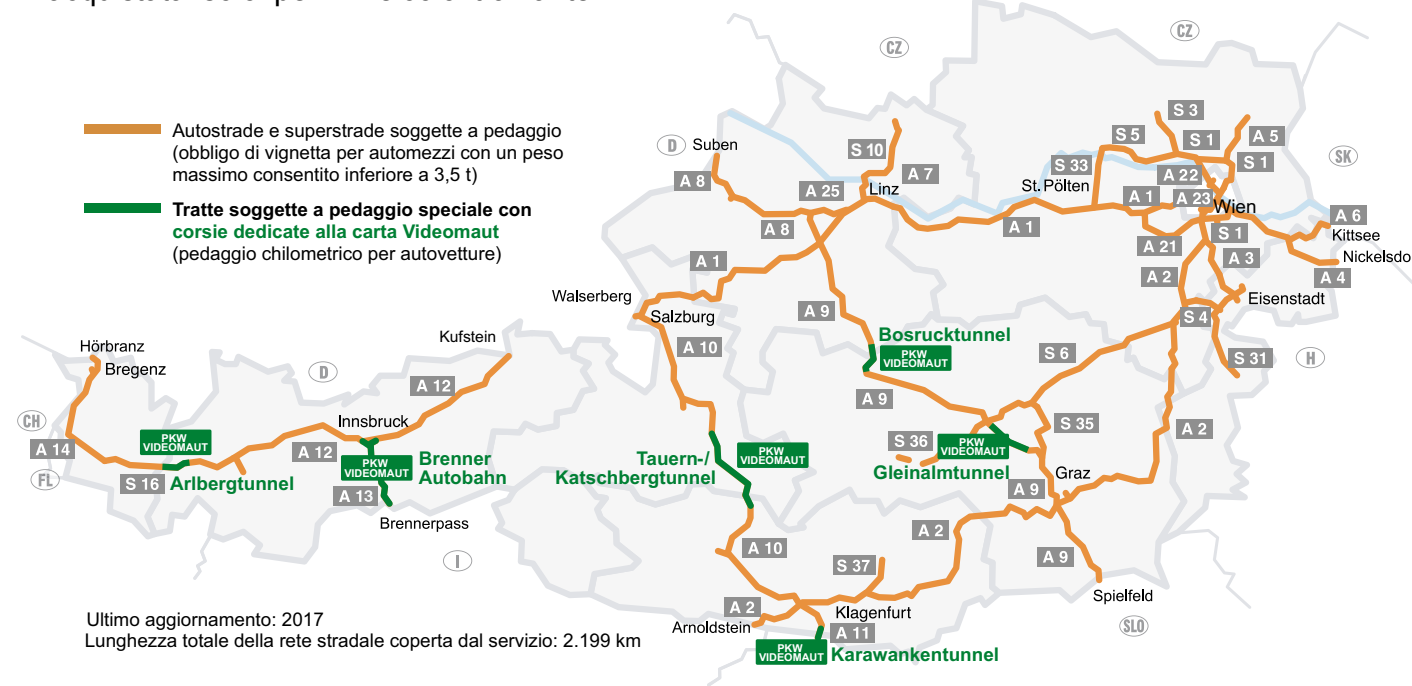 Autostrade e superstrade soggette a pedaggio
(obbligo di vignetta per automezzi con un peso
massimo consentito inferiore a 3,5 t)
Tratte soggette a pedaggio speciale con
corsie dedicate alla carta Videomaut
(pedaggio chilometrico per autovetture)
CZ
CZ
D
Suben
S 10
A 7
S 3
S 5
S 1
A 5
S 1
SK
A 8
A 25
Linz
S 33
St. Pölten
A 22
A 1
A 23
Wien
A 6
Kittsee
A 8
A 1
A 21
S 1
A 3
Nickelsdo
A 4
A 1
A 2
Walserberg
Salzburg
A 9
Eisenstadt
S 4
A 10
Bosrucktunnel
PKW
VIDEOMAUT
S 6
S 31
H
Hörbranz
Bregenz
Kufstein
D
A 12
A 9
CH
Innsbruck
S 35
A 2
A 14
PKW
VIDEOMAUT
A 12
PKW
VIDEOMAUT
Brenner
Autobahn
Tauern-/
Katschbergtunnel
PKW
VIDEOMAUT
S 36
PKW
VIDEOMAUT
Gleinalmtunnel
FL
S 16
Arlbergtunnel
A 13
Brennerpass
A 9
Graz
I
A 10
A 2
S 37
A 9
Spielfeld
A 2
Arnoldstein
Klagenfurt
A 11
PKW
VIDEOMAUT
Karawankentunnel
SLO
Ultimo aggiornamento: 2017
Lunghezza totale della rete stradale coperta dal servizio: 2.199 km